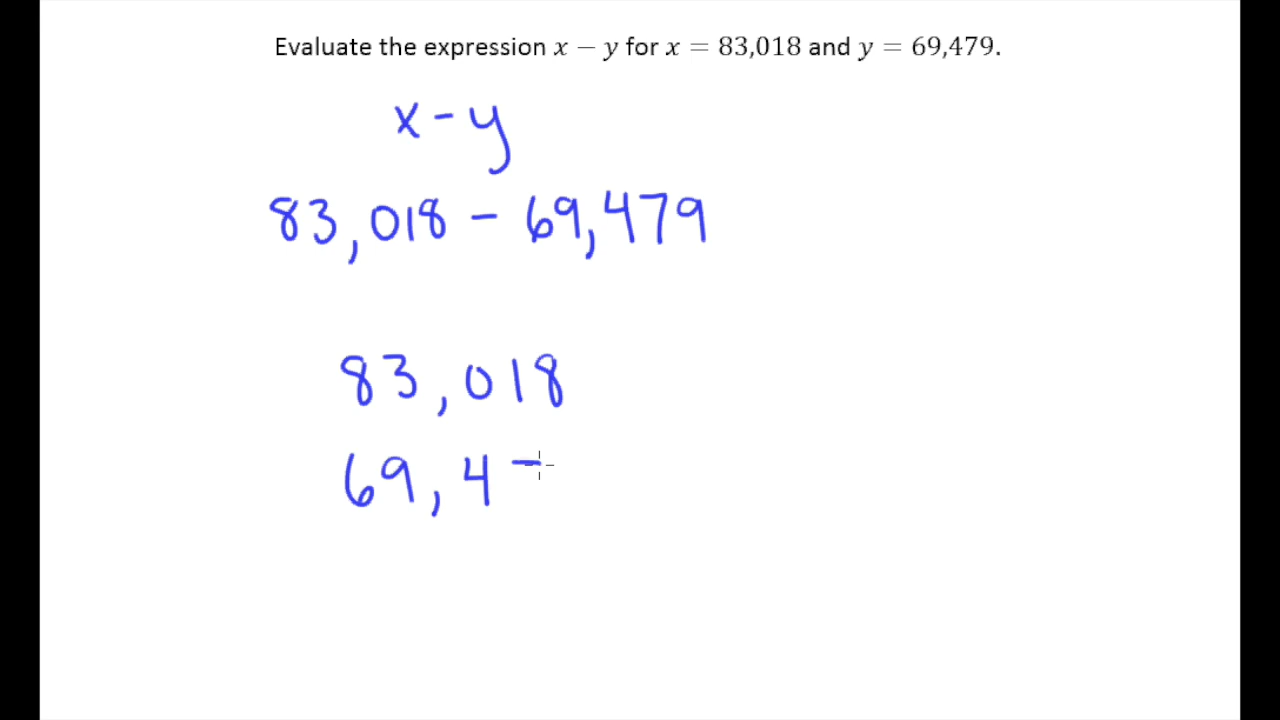 Evaluate the expression x − y for x = 83,018 and y = 69,479.
x - y
83,018 - 69,479
83,018
69,4